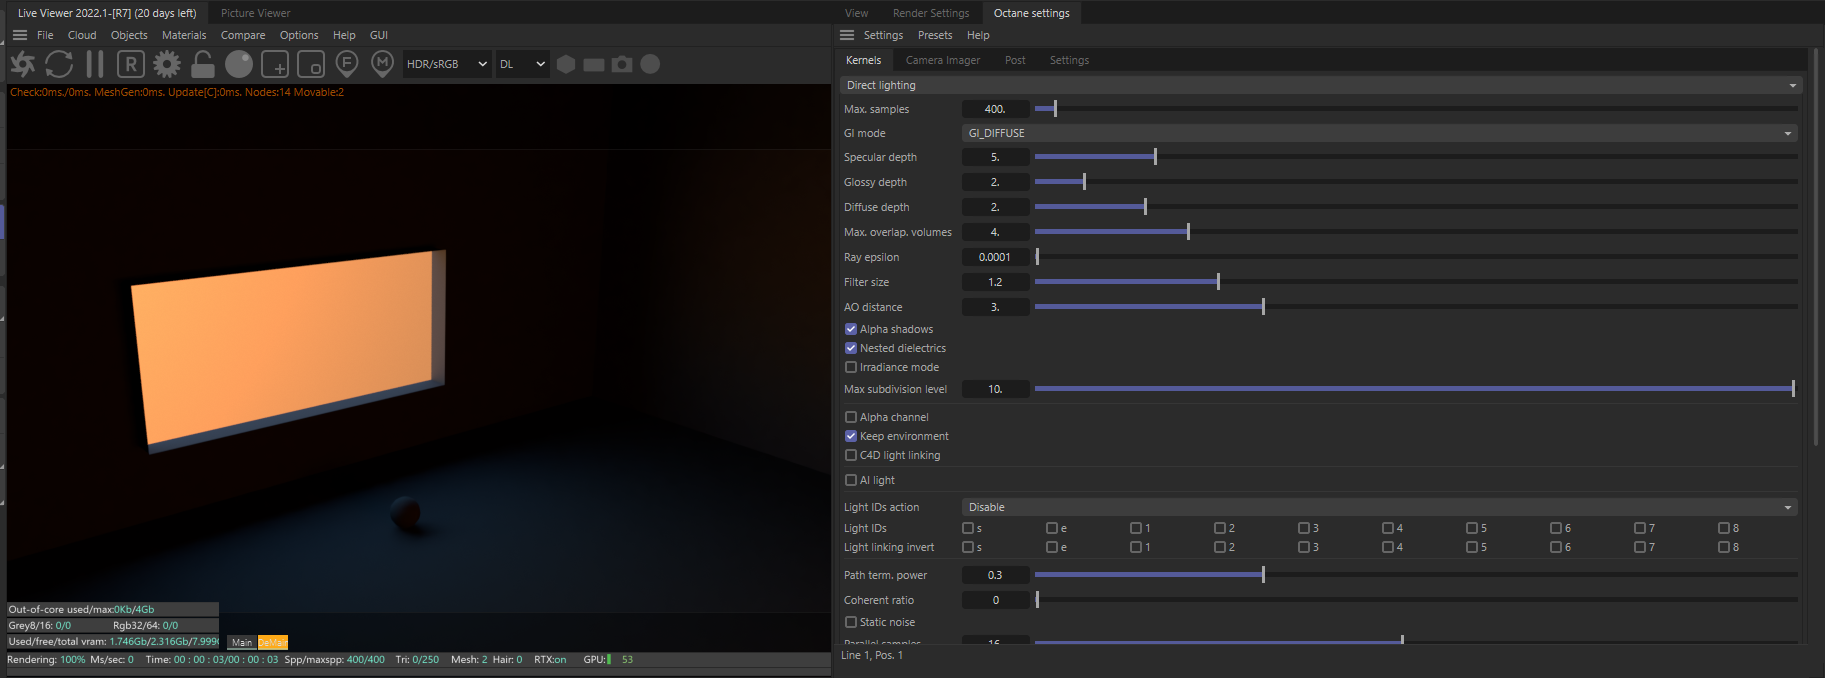 Live Viewer 2022.1-[R7] (20 days left) Picture Viewer
File Cloud Objects Materials Compare Options Help GUI
R F M HDR/sRGB DL
Check:0ms./0ms. MeshGen:0ms. Update[C]:0ms. Nodes:14 Movable:2
Out-of-core used/max:0Kb/4Gb
Grey8/16: 0/0 Rgb32/64: 0/0
Used/free/total vram: 1.746Gb/2.316Gb/7.999G
Main DeMain
Rendering: 100% Ms/sec: 0 Time: 00 : 00 : 03/00 : 00 : 03 Spp/maxspp: 400/400 Tri: 0/250 Mesh: 2 Hair: 0 RTX:on GPU: 53
View Render Settings Octane settings
Settings Presets Help
Kernels Camera Imager Post Settings
Direct lighting
Max. samples 400.
GI mode GI_DIFFUSE
Specular depth 5.
Glossy depth 2.
Diffuse depth 2.
Max. overlap. volumes 4.
Ray epsilon 0.0001
Filter size 1.2
AO distance 3.
Alpha shadows
Nested dielectrics
Irradiance mode
Max subdivision level 10.
Alpha channel
Keep environment
C4D light linking
AI light
Light IDs action Disable
Light IDs s e 1 2 3 4 5 6 7 8
Light linking invert s e 1 2 3 4 5 6 7 8
Path term. power 0.3
Coherent ratio 0
Static noise
Parallel samples 16
Line 1, Pos. 1